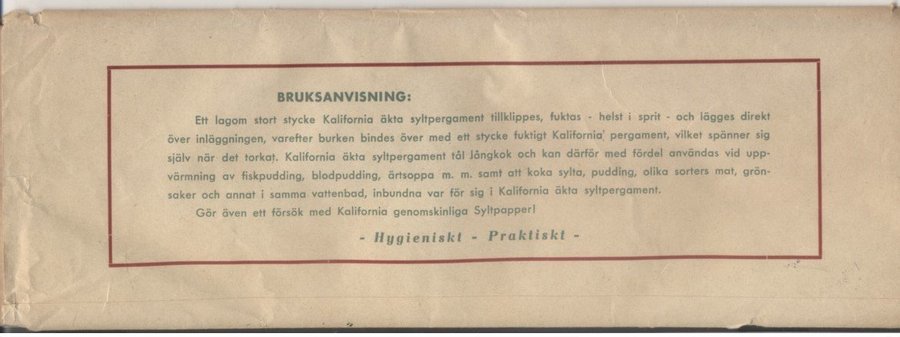 BRUKSANVISNING:
Ett lagom stort stycke Kalifornia äkta syltpergament tillklippes, fuktas - helst i sprit - och lägges direkt
över inläggningen, varefter burken bindes över med ett stycke fuktigt Kalifornia' pergament, vilket spänner sig
själv när det torkat. Kalifornia äkta syltpergament tål långkok och kan därför med fördel användas vid upp-
värmning av fiskpudding, blodpudding, ärtsoppa m. m. samt att koka sylta, pudding, olika sorters mat, grön-
saker och annat i samma vattenbad, inbundna var för sig i Kalifornia äkta syltpergament.
Gör även ett försök med Kalifornia genomskinliga Syltpapper!
- Hygieniskt - Praktiskt -